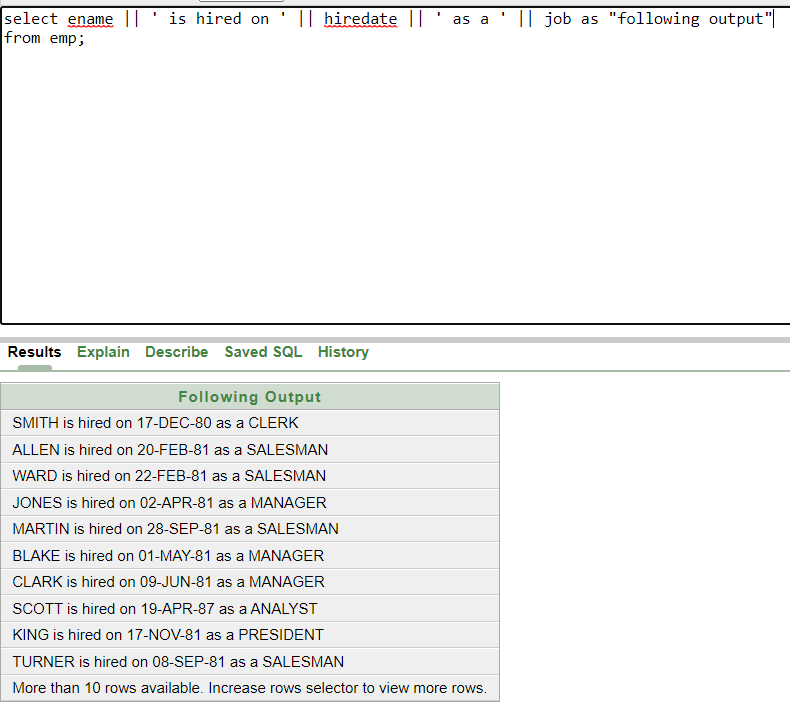 select ename || ' is hired on ' || hiredate || ' as a ' || job as "following output"
from emp;
Results Explain Describe Saved SQL History
Following Output
SMITH is hired on 17-DEC-80 as a CLERK
ALLEN is hired on 20-FEB-81 as a SALESMAN
WARD is hired on 22-FEB-81 as a SALESMAN
JONES is hired on 02-APR-81 as a MANAGER
MARTIN is hired on 28-SEP-81 as a SALESMAN
BLAKE is hired on 01-MAY-81 as a MANAGER
CLARK is hired on 09-JUN-81 as a MANAGER
SCOTT is hired on 19-APR-87 as a ANALYST
KING is hired on 17-NOV-81 as a PRESIDENT
TURNER is hired on 08-SEP-81 as a SALESMAN
More than 10 rows available. Increase rows selector to view more rows.